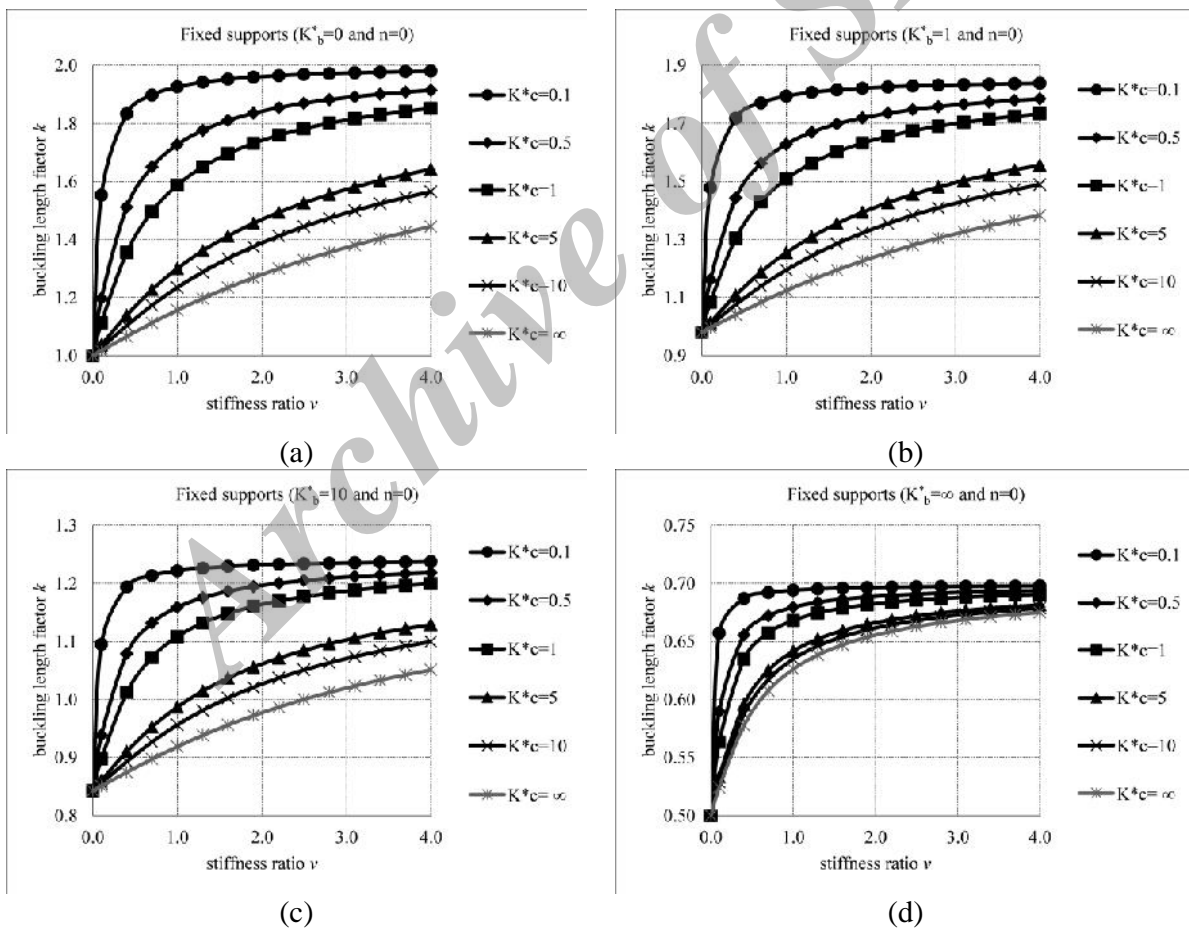 Fixed supports (K*b=0 and n=0)
buckling length factor k
2.0
1.8
1.6
1.4
1.2
1.0
0.0 1.0 2.0 3.0 4.0
stiffness ratio v
K*c=0.1
K*c=0.5
K*c=1
K*c=5
K*c=10
K*c= ∞
(a)
Fixed supports (K*b=1 and n=0)
buckling length factor k
1.9
1.7
1.5
1.3
1.1
0.9
0.0 1.0 2.0 3.0 4.0
stiffness ratio v
K*c=0.1
K*c=0.5
K*c=1
K*c=5
K*c=10
K*c= ∞
(b)
Fixed supports (K*b=10 and n=0)
buckling length factor k
1.3
1.2
1.1
1.0
0.9
0.8
0.0 1.0 2.0 3.0 4.0
stiffness ratio v
K*c=0.1
K*c=0.5
K*c=1
K*c=5
K*c=10
K*c= ∞
(c)
Fixed supports (K*b=∞ and n=0)
buckling length factor k
0.75
0.70
0.65
0.60
0.55
0.50
0.0 1.0 2.0 3.0 4.0
stiffness ratio v
K*c=0.1
K*c=0.5
K*c=1
K*c=5
K*c=10
K*c= ∞
(d)
Archive of